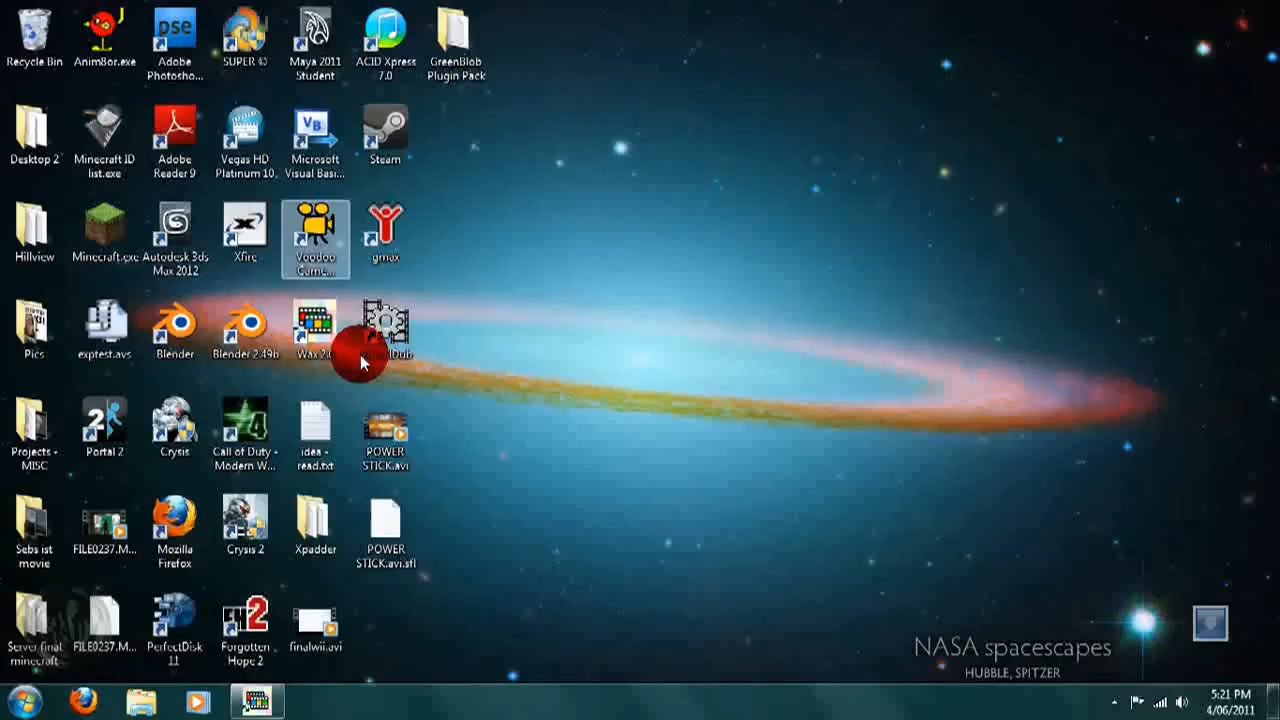 Recycle Bin
Anim8or.exe
Adobe
Photosho...
SUPER ©
Maya 2011
Student
ACID Xpress
7.0
GreenBlob
Plugin Pack
Desktop 2
Minecraft ID
list.exe
Adobe
Reader 9
Vegas HD
Platinum 10.
Microsoft
Visual Basi...
Steam
Hillview
Minecraft.exe
Autodesk 3ds
Max 2012
Xfire
Voodoo
Came...
gmax
Pics
exptest.avs
Blender
Blender 2.49b
Wax 2.0
Projects -
MISC
Portal 2
Crysis
Call of Duty -
Modern W...
idea -
read.txt
POWER
STICK.avi
Sebs ist
movie
FILE0237.M...
Mozilla
Firefox
Crysis 2
Xpadder
POWER
STICK.avi.sfl
Server final
minecraft
FILE0237.M...
PerfectDisk
11
Forgotten
Hope 2
finalwii.avi
NASA spacescapes
HUBBLE, SPITZER
5:21 PM
4/06/2011